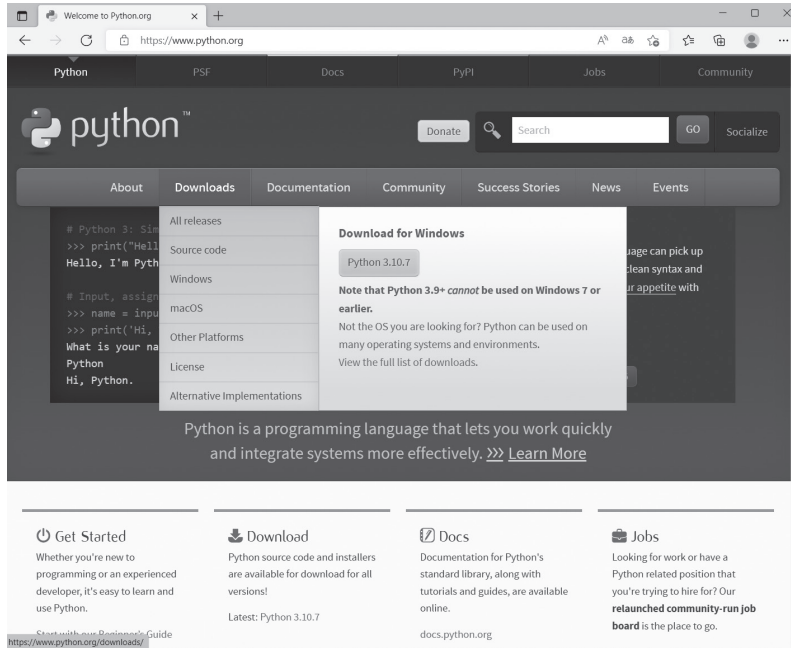 Welcome to Python.org
https://www.python.org
Python
PSF
Docs
PyPI
Jobs
Community
python™
Donate
Search
GO
Socialize
About
Downloads
Documentation
Community
Success Stories
News
Events
# Python 3: Sim
>>> print("Hell
Hello, I'm Pyth
# Input, assign
>>> name = inpu
>>> print('Hi,
What is your na
Python
Hi, Python.
All releases
Source code
Windows
macOS
Other Platforms
License
Alternative Implementations
Download for Windows
Python 3.10.7
Note that Python 3.9+ cannot be used on Windows 7 or
earlier.
Not the OS you are looking for? Python can be used on
many operating systems and environments.
View the full list of downloads.
uage can pick up
clean syntax and
ur appetite with
Python is a programming language that lets you work quickly
and integrate systems more effectively. >>> Learn More
Get Started
Whether you're new to
programming or an experienced
developer, it's easy to learn and
use Python.
Start with our Beginner's Guide
Download
Python source code and installers
are available for download for all
versions!
Latest: Python 3.10.7
Docs
Documentation for Python's
standard library, along with
tutorials and guides, are available
online.
docs.python.org
Jobs
Looking for work or have a
Python related position that
you're trying to hire for? Our
relaunched community-run job
board is the place to go.
https://www.python.org/downloads/